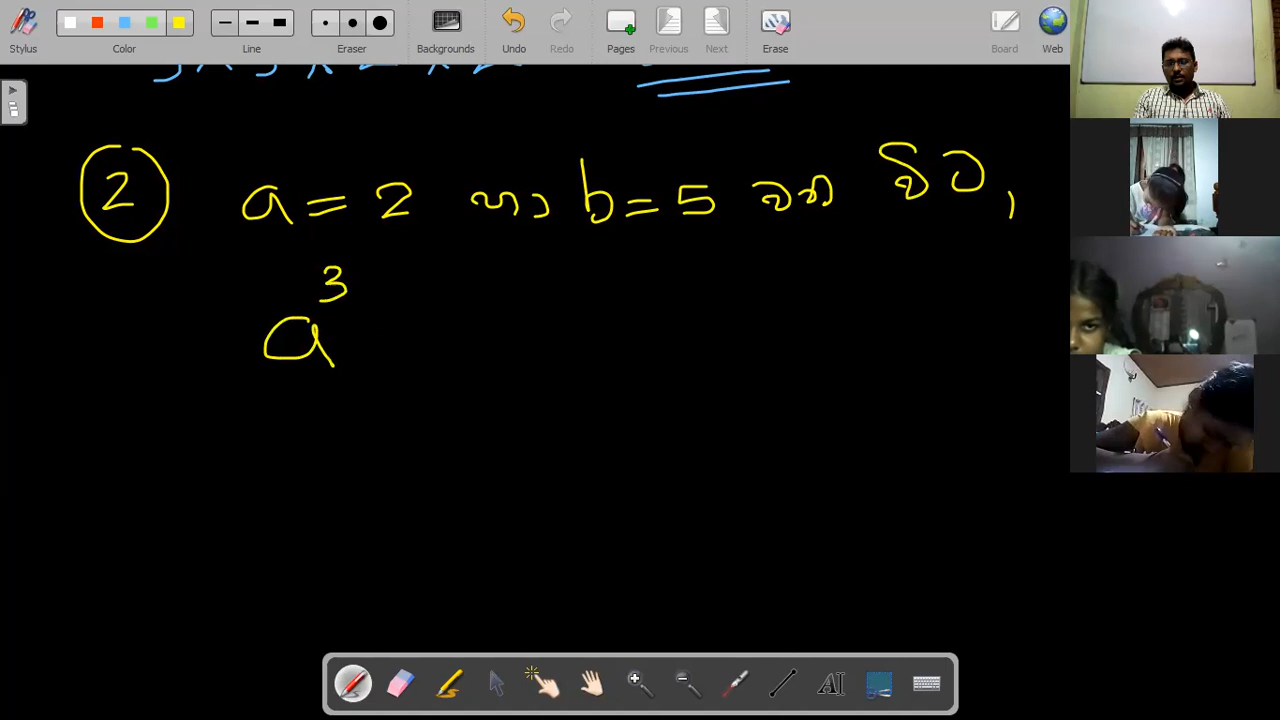 Stylus Color Line Eraser Backgrounds Undo Redo Pages Previous Next Erase Board Web
2 a = 2 හා b = 5 වන විට,
a³